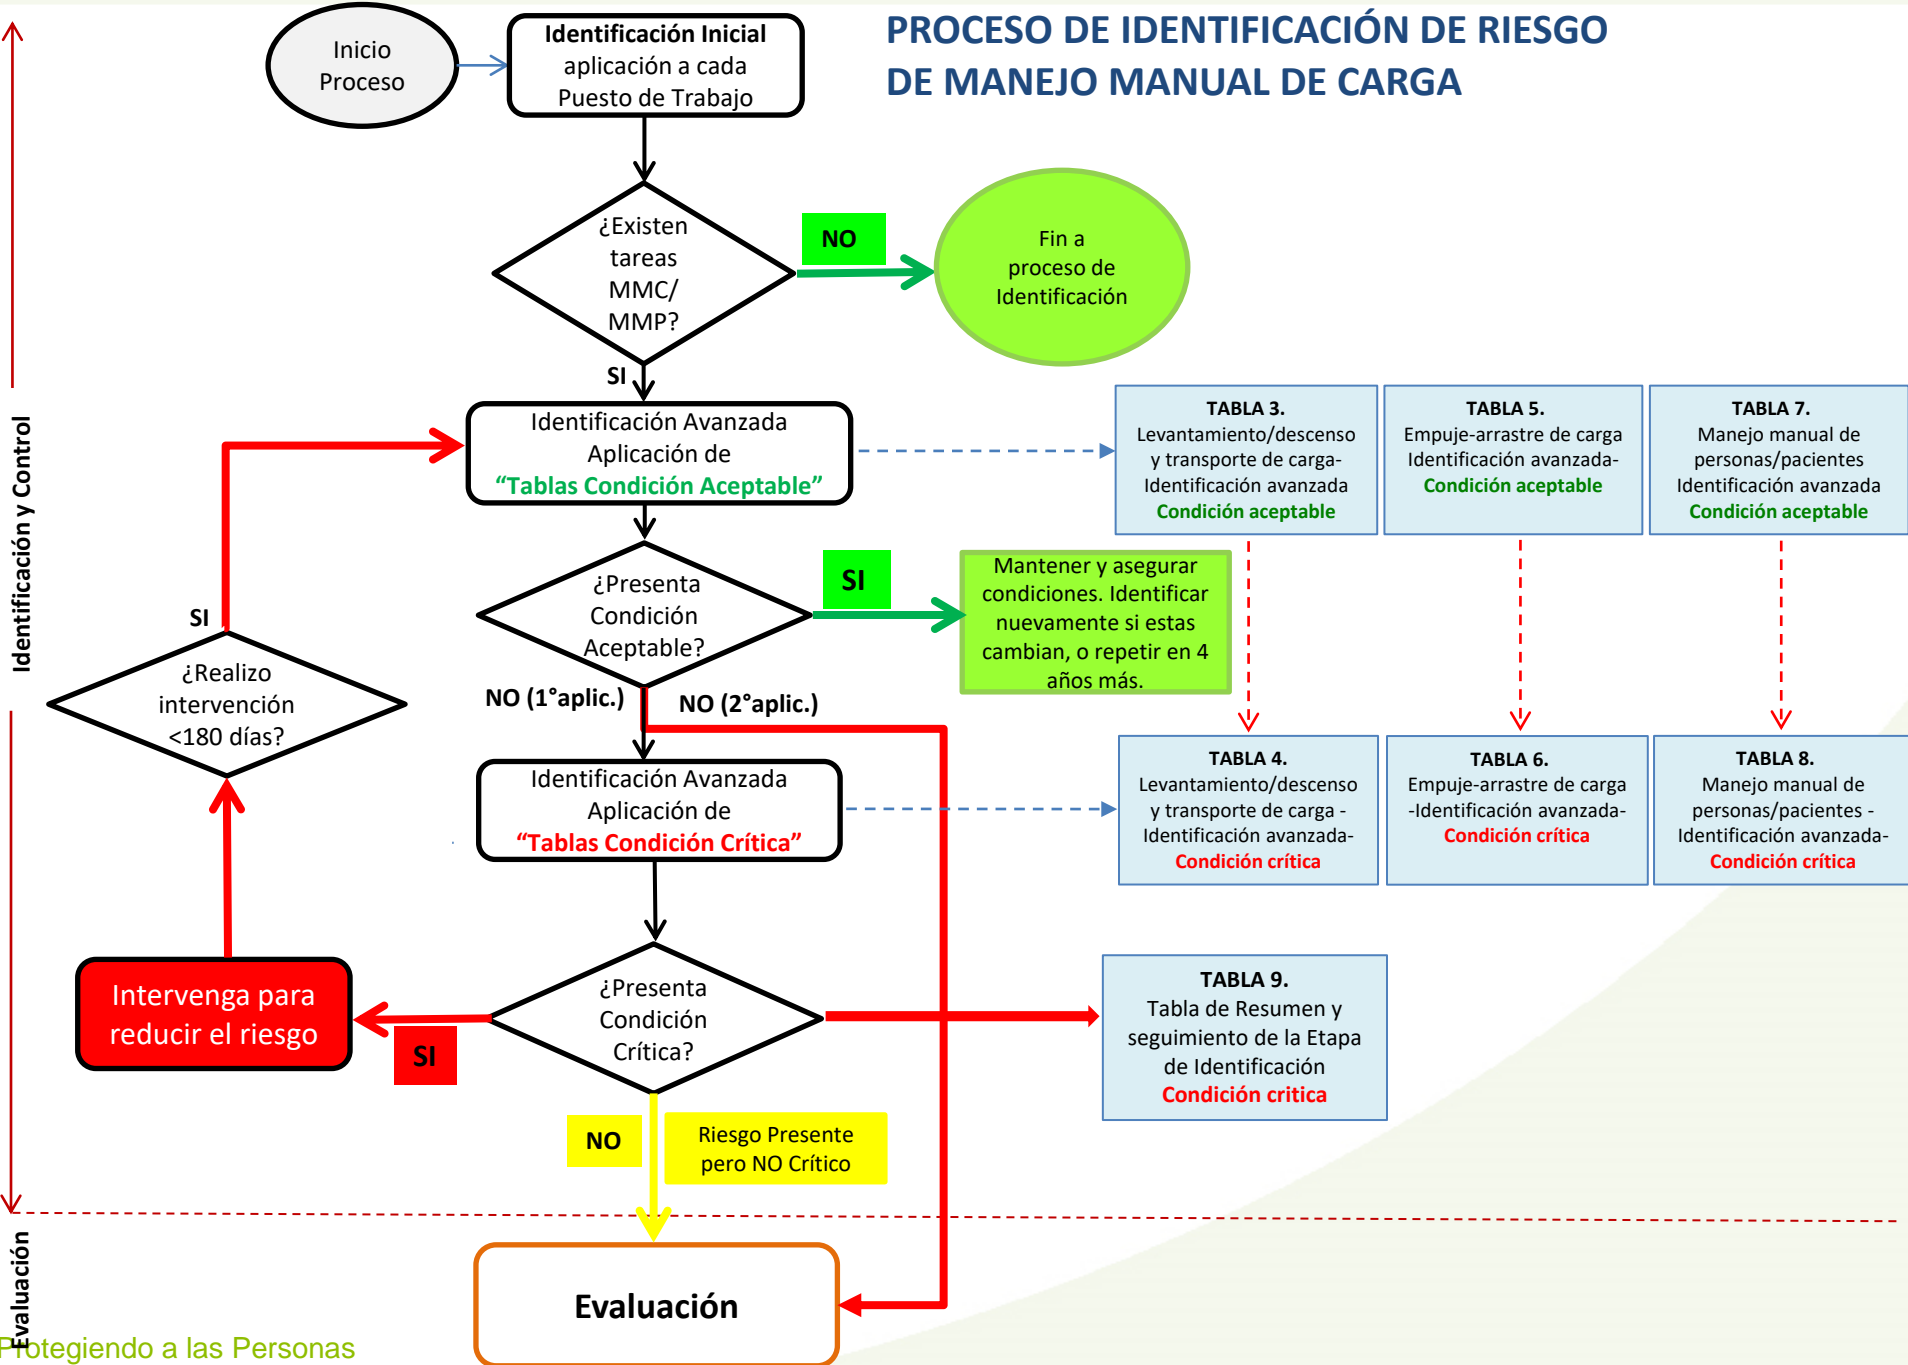 PROCESO DE IDENTIFICACIÓN DE RIESGO
DE MANEJO MANUAL DE CARGA
Inicio
Proceso
Identificación Inicial
aplicación a cada
Puesto de Trabajo
¿Existen
tareas
MMC/
MMP?
NO
Fin a
proceso de
Identificación
SI
Identificación Avanzada
Aplicación de
“Tablas Condición Aceptable”
TABLA 3.
Levantamiento/descenso
y transporte de carga-
Identificación avanzada
Condición aceptable
TABLA 5.
Empuje-arrastre de carga
Identificación avanzada-
Condición aceptable
TABLA 7.
Manejo manual de
personas/pacientes
Identificación avanzada
Condición aceptable
Identificación y Control
¿Presenta
Condición
Aceptable?
SI
Mantener y asegurar
condiciones. Identificar
nuevamente si estas
cambian, o repetir en 4
años más.
SI
¿Realizo
intervención
<180 días?
NO (1°aplic.)
NO (2°aplic.)
Identificación Avanzada
Aplicación de
“Tablas Condición Crítica”
TABLA 4.
Levantamiento/descenso
y transporte de carga -
Identificación avanzada-
Condición crítica
TABLA 6.
Empuje-arrastre de carga
-Identificación avanzada-
Condición crítica
TABLA 8.
Manejo manual de
personas/pacientes -
Identificación avanzada-
Condición crítica
Intervenga para
reducir el riesgo
SI
¿Presenta
Condición
Crítica?
TABLA 9.
Tabla de Resumen y
seguimiento de la Etapa
de Identificación
Condición critica
NO
Riesgo Presente
pero NO Crítico
Evaluación
Evaluación
Protegiendo a las Personas